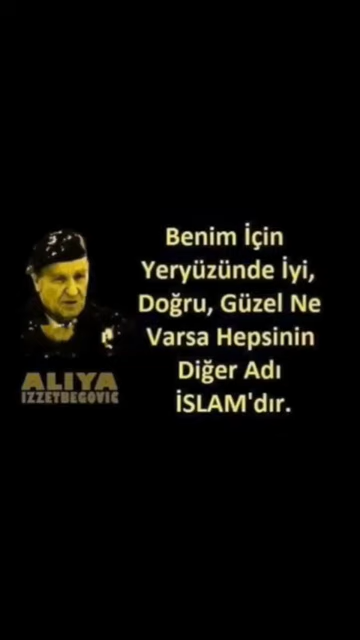 Benim İçin
Yeryüzünde İyi,
Doğru, Güzel Ne
Varsa Hepsinin
Diğer Adı
İSLAM'dır.
ALIYA
IZZETBEGOVIC